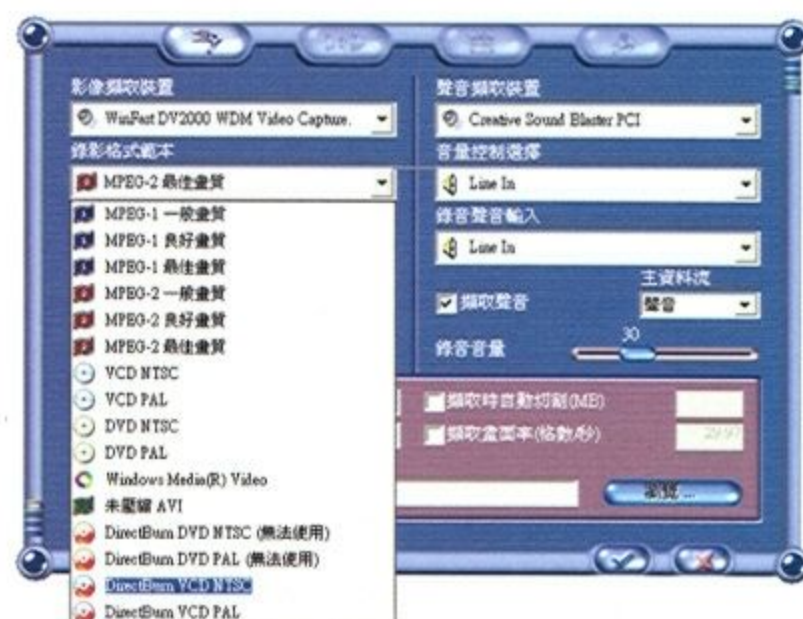 影像擷取裝置
WinFast DV2000 WDM Video Capture.
錄影格式範本
MPEG-2 最佳畫質
MPEG-1 一般畫質
MPEG-1 良好畫質
MPEG-1 最佳畫質
MPEG-2 一般畫質
MPEG-2 良好畫質
MPEG-2 最佳畫質
VCD NTSC
VCD PAL
DVD NTSC
DVD PAL
Windows Media(R) Video
未壓縮 AVI
DirectBurn DVD NTSC (無法使用)
DirectBurn DVD PAL (無法使用)
DirectBurn VCD NTSC
DirectBurn VCD PAL
聲音擷取裝置
Creative Sound Blaster PCI
音量控制選擇
Line In
錄音聲音輸入
Line In
主資料流
擷取聲音
聲音
30
錄音音量
擷取時自動切割(MB)
擷取畫面率(格數/秒)
29.97
瀏覽 ...